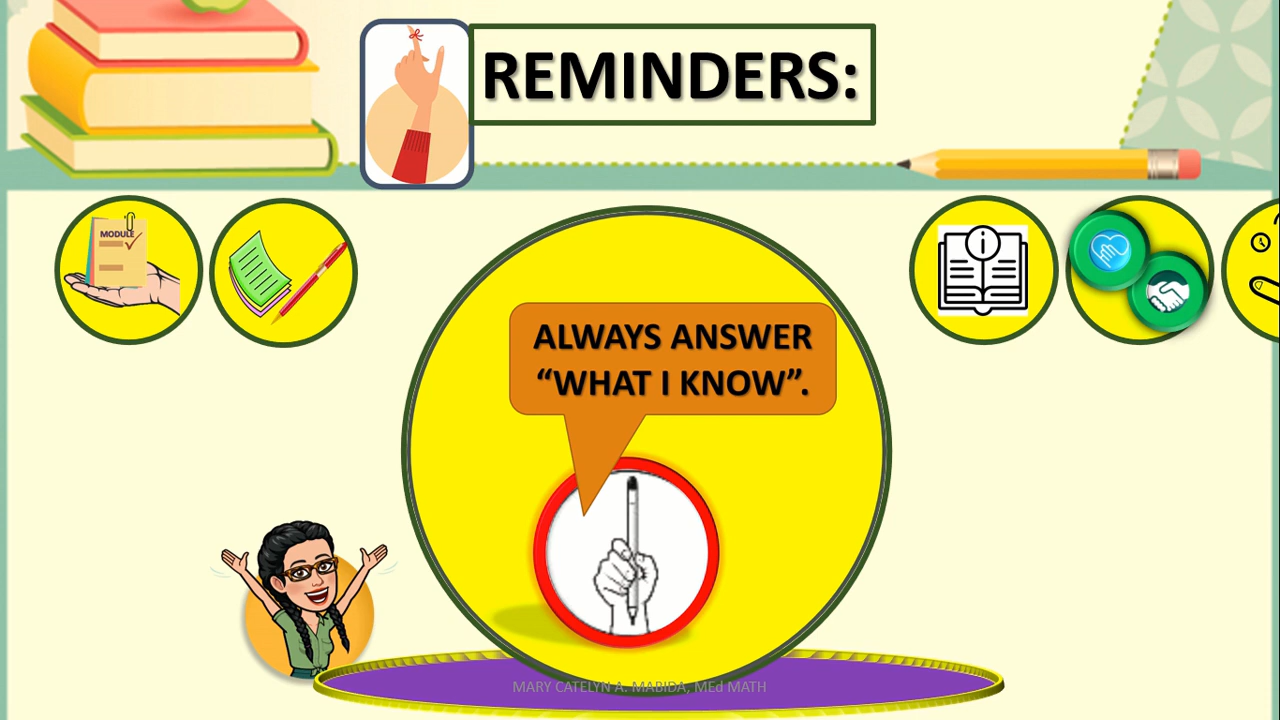 REMINDERS:
MODULE
ALWAYS ANSWER
“WHAT I KNOW”.
MARY CATELYN A. MABIDA, MEd MATH